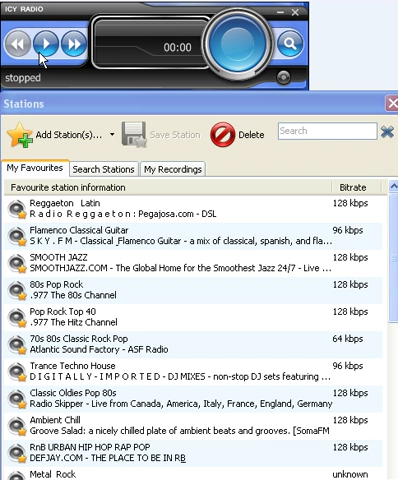 ICY RADIO
00:00
stopped
Stations
Add Station(s)... Save Station Delete Search
My Favourites Search Stations My Recordings
Favourite station information Bitrate
Reggaeton Latin 128 kbps
R a d i o R e g g a e t o n : Pegajosa.com - DSL
Flamenco Classical Guitar 96 kbps
S K Y . F M - Classical _Flamenco Guitar - a mix of classical, spanish, and fla...
SMOOTH JAZZ 128 kbps
SMOOTHJAZZ.COM - The Global Home for the Smoothest Jazz 24/7 - Live ...
80s Pop Rock 128 kbps
.977 The 80s Channel
Pop Rock Top 40 128 kbps
.977 The Hitz Channel
70s 80s Classic Rock Pop 64 kbps
Atlantic Sound Factory - ASF Radio
Trance Techno House 96 kbps
D I G I T A L L Y - I M P O R T E D - DJ MIXES - non-stop DJ sets featuring ...
Classic Oldies Pop 80s 128 kbps
Radio Skipper - Live from Canada, America, Italy, France, England, Germany
Ambient Chill 128 kbps
Groove Salad: a nicely chilled plate of ambient beats and grooves. [SomaFM
RnB URBAN HIP HOP RAP POP 128 kbps
DEFJAY.COM - THE PLACE TO BE IN RB
Metal Rock unknown